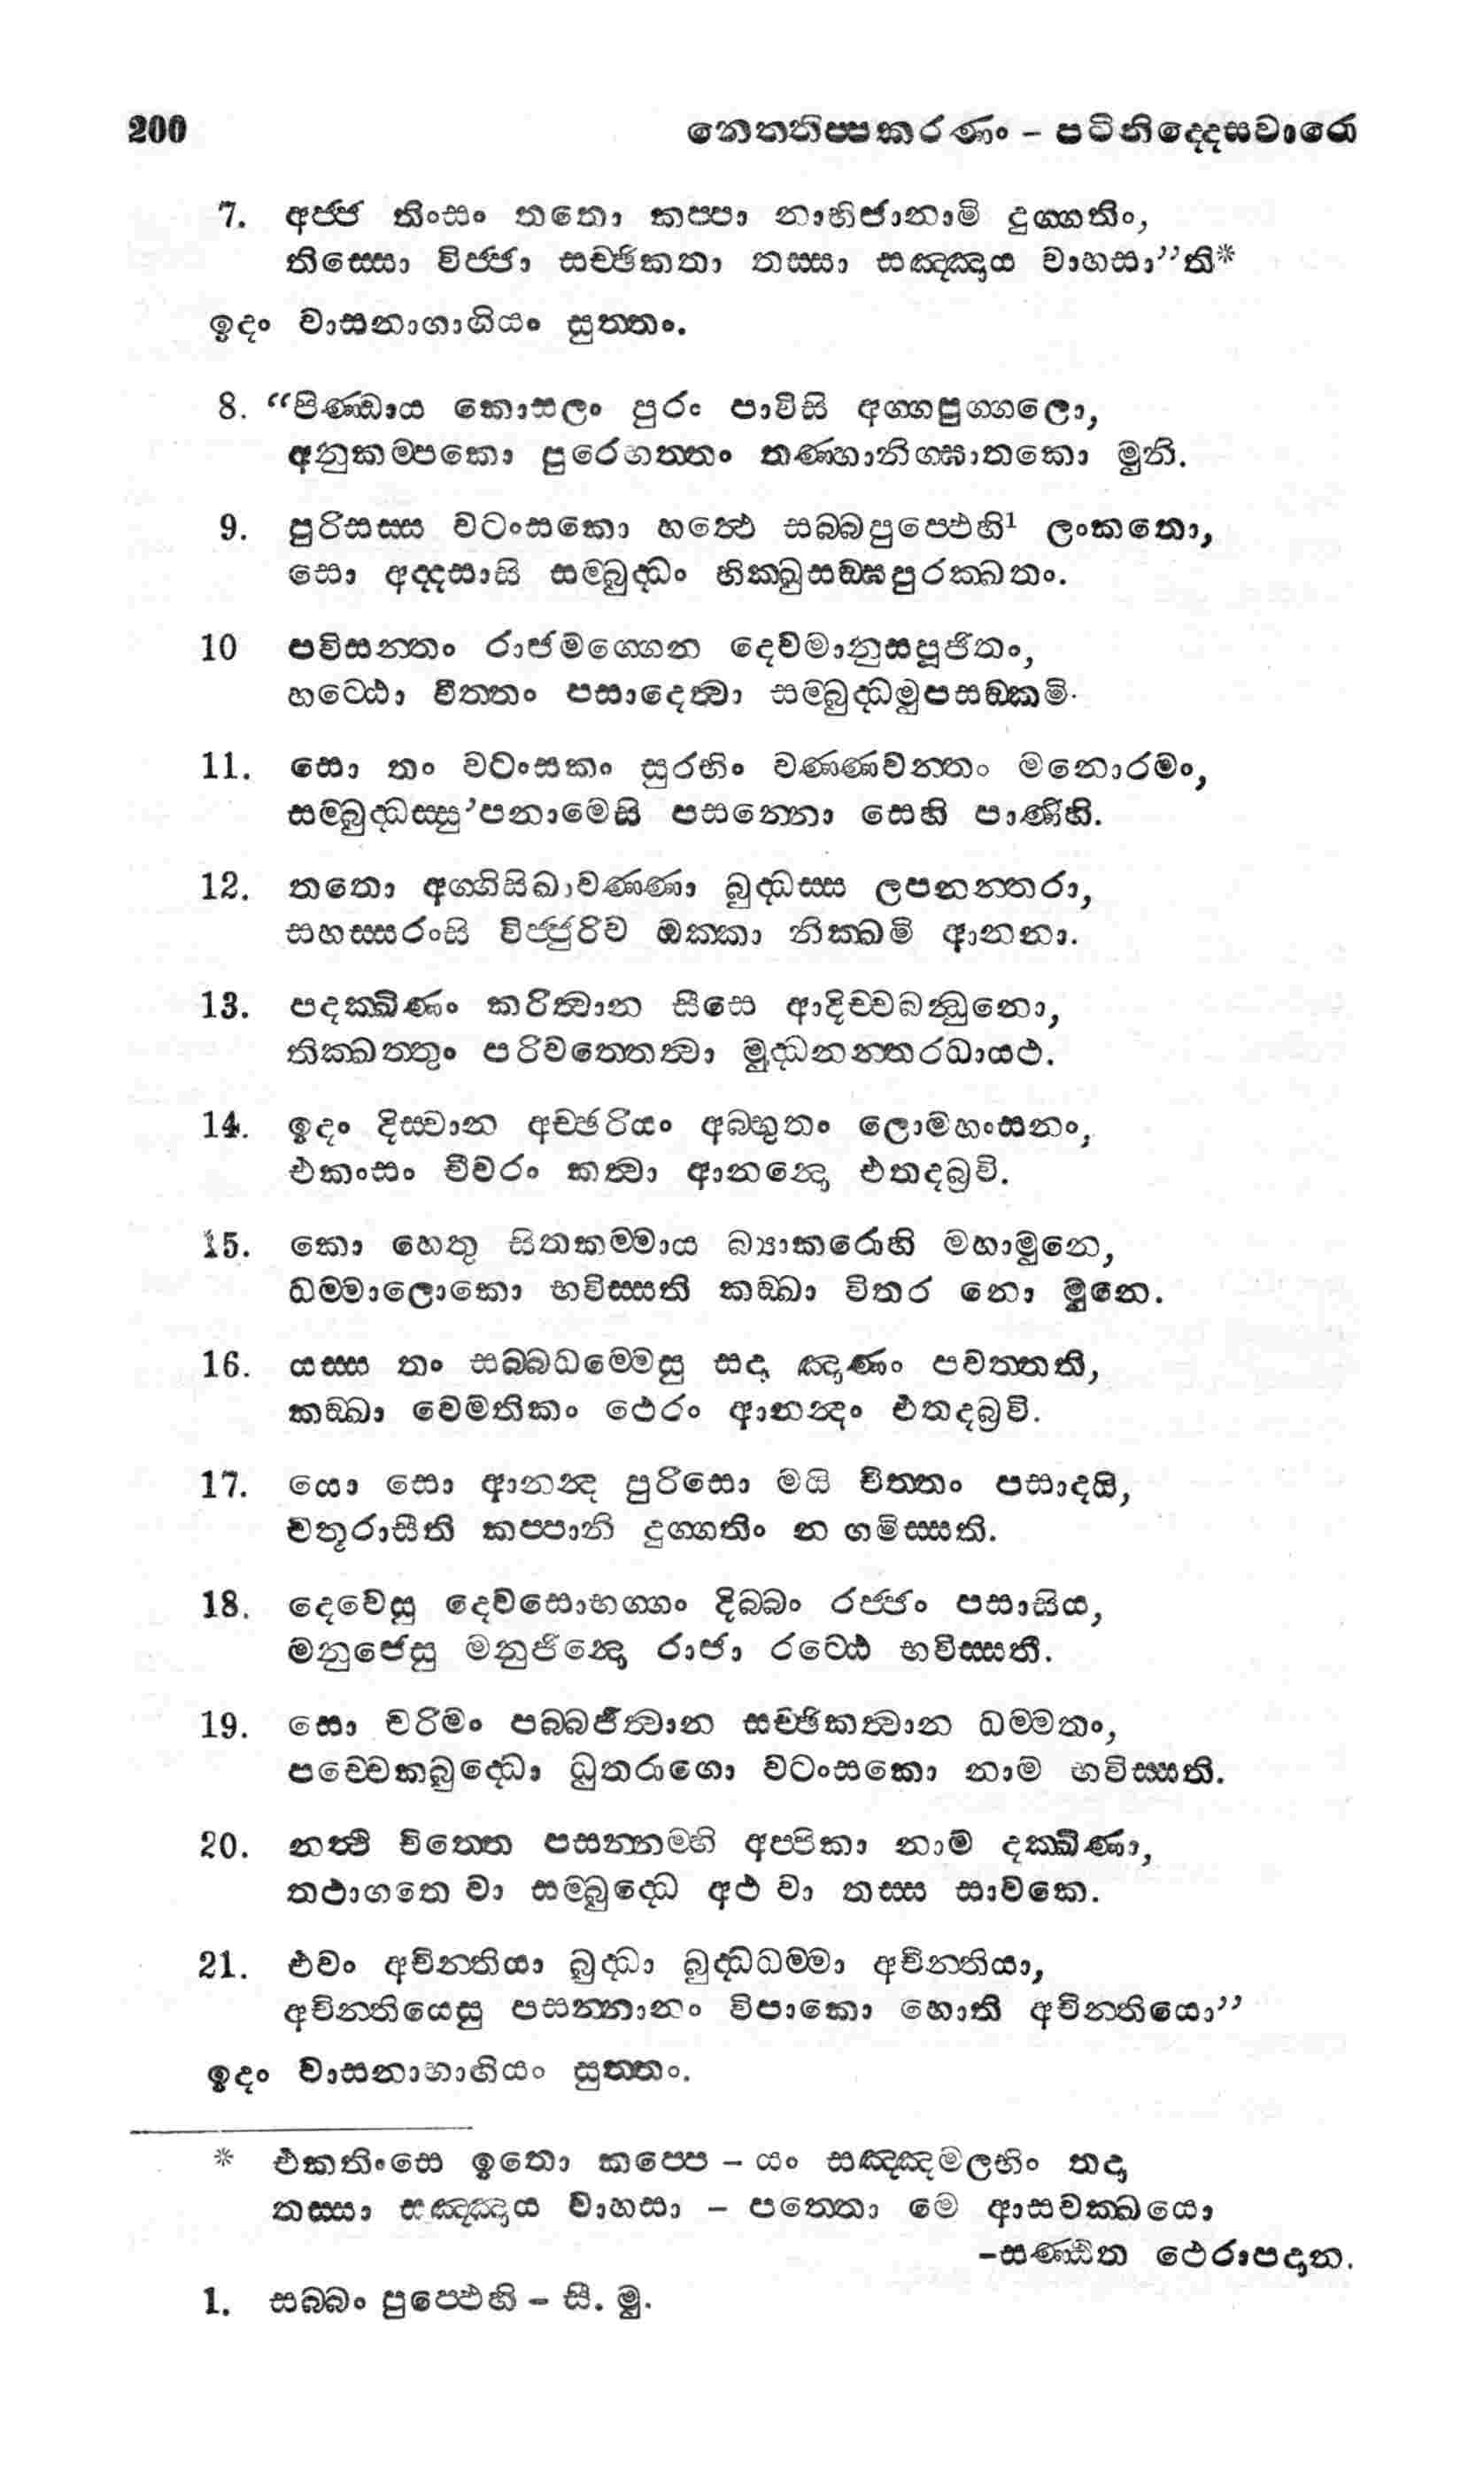 200 නෙත‍්තිප‍්පකරණං – පටිනිද‍්දෙසවාරො
7. අජ‍්ජ තිංසං තතො කප‍්පා නාභිජානාමි දුග‍්ගතිං,
තිස‍්සො විජ‍්ජා සච‍්ඡිකතා තස‍්සා සඤ‍්ඤාය වාහසා”ති*
ඉදං වාසනාභාගියං සුත‍්තං.
8. “පිණ‍්ඩාය කොසලං පුරං පාවිසි අග‍්ගපුග‍්ගලො,
අනුකම‍්පකො පුරෙභත‍්තං තණ‍්හානිග‍්ඝාතකො මුනි.
9. පුරිසස‍්ස වටංසකො හත්‍ථෙ සබ‍්බපුප‍්ඵෙහි¹ ලංකතො,
සො අද‍්දසාසි සම‍්බුද‍්ධං භික‍්ඛුසඞ‍්ඝපුරක‍්ඛතං.
10 පවිසන‍්තං රාජමග‍්ගෙන දෙවමානුසපූජිතං,
හට‍්ඨො චිත‍්තං පසාදෙත්‍වා සම‍්බුද‍්ධමුපසඞ‍්කමි.
11. සො තං වටංසකං සුරභිං වණ‍්ණවන‍්තං මනොරමං,
සම‍්බුද‍්ධස‍්සු’පනාමෙසි පසන‍්නො සෙහි පාණිහි.
12. තතො අග‍්ගිසිඛාවණ‍්ණා බුද‍්ධස‍්ස ලපනන‍්තරා,
සහස‍්සරංසි විජ‍්ජුරිව ඔක‍්කා නික‍්ඛමි ආනනා.
13. පදක‍්ඛිණං කරිත්‍වාන සීසෙ ආදිච‍්චබන්‍ධුනො,
තික‍්ඛත‍්තුං පරිවත‍්තෙත්‍වා මුද‍්ධනන‍්තරධායථ.
14. ඉදං දිස‍්වාන අච‍්ඡරියං අබ‍්භුතං ලොමහංසනං,
එකංසං චීවරං කත්‍වා ආනන්‍දො එතදබ්‍රවි.
15. කො හෙතු සිතකම‍්මාය බ්‍යාකරොහි මහාමුනෙ,
ධම‍්මාලොකො භවිස‍්සති කඞ‍්ඛා විතර නො මුනෙ.
16. යස‍්ස තං සබ‍්බධම‍්මෙසු සදා ඤාණං පවත‍්තති,
කඞ‍්ඛා වෙමතිකං ථෙරං ආනන්‍දං එතදබ්‍රවි.
17. යො සො ආනන්‍ද පුරිසො මයි චිත‍්තං පසාදයි,
චතුරාසීති කප‍්පානි දුග‍්ගතිං න ගමිස‍්සති.
18. දෙවෙසු දෙවසොභග‍්ගං දිබ‍්බං රජ‍්ජං පසාසිය,
මනුජෙසු මනුජින්‍දො රාජා රට‍්ඨෙ භවිස‍්සති.
19. සො චරිමං පබ‍්බජිත්‍වාන සච‍්ඡිකත්‍වාන ධම‍්මතං,
පච‍්චෙකබුද‍්ධො ධුතරාගො වටංසකො නාම භවිස‍්සති.
20. නත්‍ථි චිත‍්තෙ පසන‍්නම‍්හි අප‍්පිකා නාම දක‍්ඛිණා,
තථාගතෙ වා සම‍්බුද‍්ධෙ අථ වා තස‍්ස සාවකෙ.
21. එවං අචින‍්තියා බුද‍්ධා බුද‍්ධධම‍්මා අචින‍්තියා,
අචින‍්තියෙසු පසන‍්නානං විපාකො හොති අචින‍්තියො”
ඉදං වාසනාභාගියං සුත‍්තං.
* එකතිංසෙ ඉතො කප‍්පෙ – යං සඤ‍්ඤමලභිං තදා
තස‍්සා සඤ‍්ඤාය වාහසා – පත‍්තො මෙ ආසවක‍්ඛයො
–සණ‍්ඨිත ථෙරාපදාන.
1. සබ‍්බං පුප‍්ඵෙහි – සී. මු.